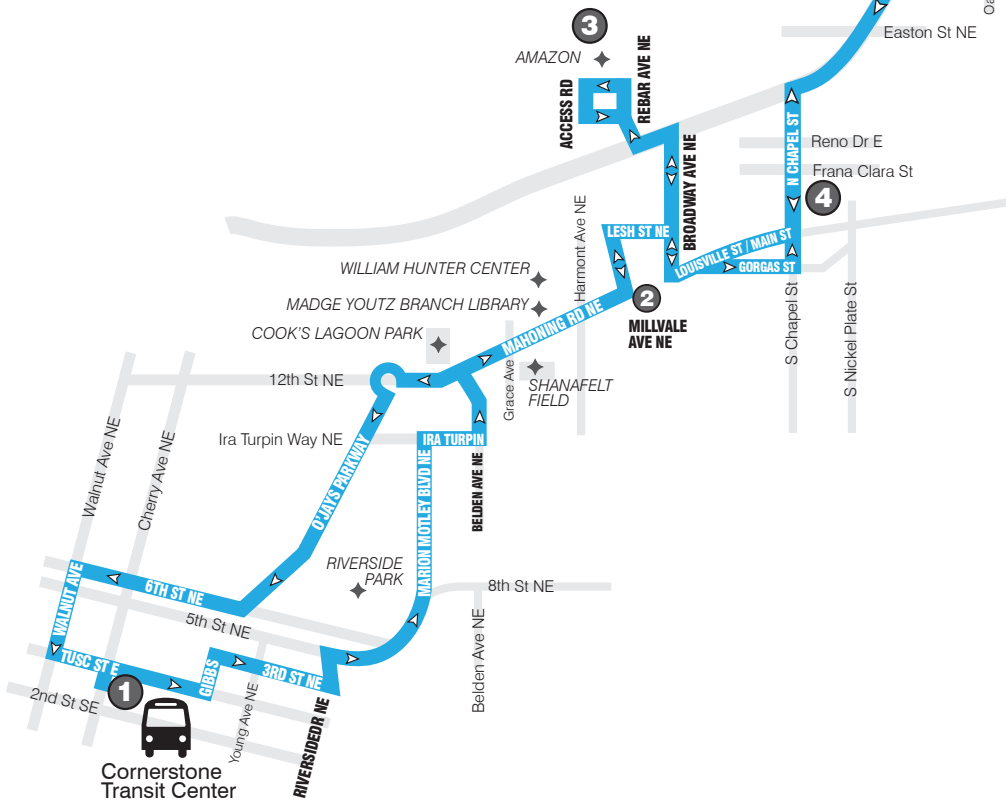 Oa
Easton St NE
3
AMAZON
ACCESS RD
REBAR AVE NE
BROADWAY AVE NE
N CHAPEL ST
Reno Dr E
Frana Clara St
4
Harmont Ave NE
LESH ST NE
LOUISVILLE ST / MAIN ST
GORGAS ST
WILLIAM HUNTER CENTER
MADGE YOUTZ BRANCH LIBRARY
COOK'S LAGOON PARK
MAHONING RD NE
2
MILLVALE
AVE NE
S Chapel St
S Nickel Plate St
12th St NE
Grace Ave
SHANAFELT
FIELD
Ira Turpin Way NE
IRA TURPIN
BELDEN AVE NE
O'JAYS PARKWAY
MARION MOTLEY BLVD NE
Walnut Ave NE
Cherry Ave NE
RIVERSIDE
PARK
WALNUT AVE
6TH ST NE
5th St NE
8th St NE
Belden Ave NE
TUSC ST E
GIBBS
3RD ST NE
1
2nd St SE
Young Ave NE
RIVERSIDEDR NE
Cornerstone
Transit Center